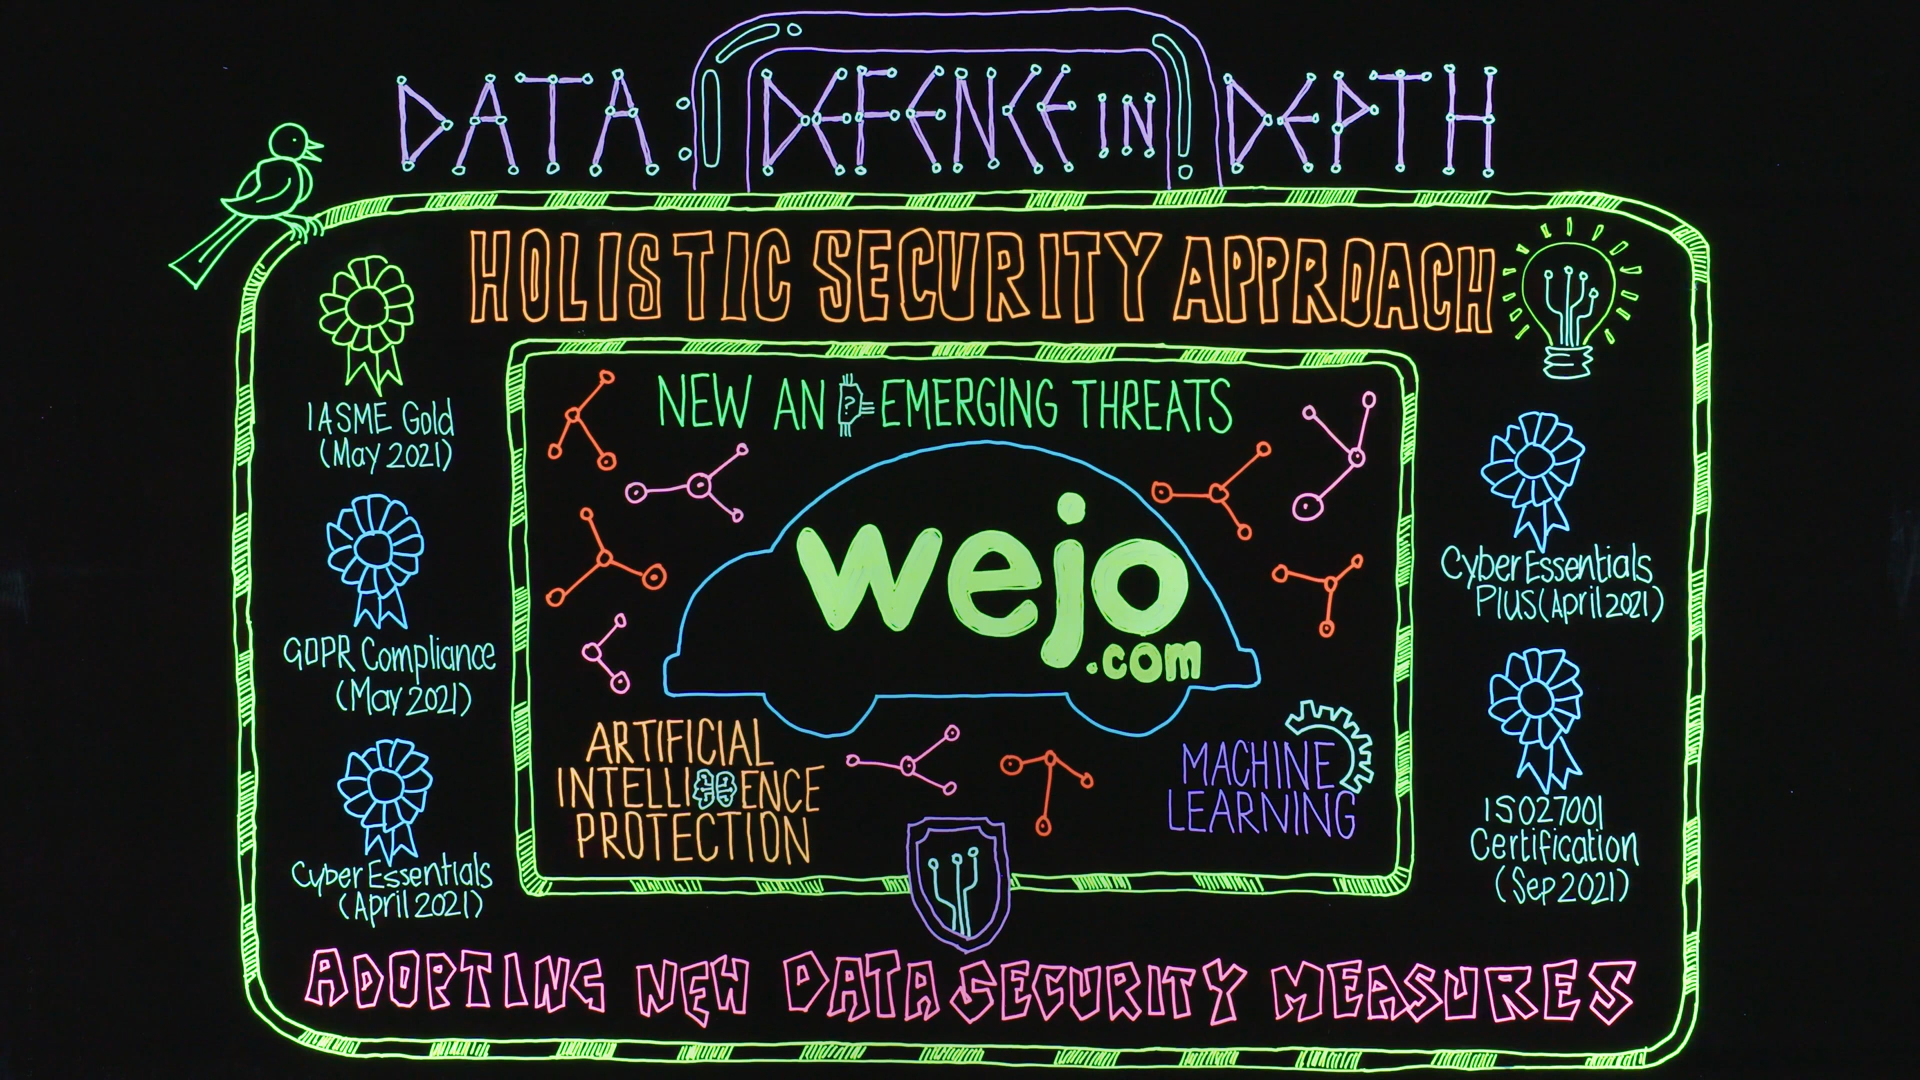 DATA: DEFENCE IN DEPTH
HOLISTIC SECURITY APPROACH
NEW AN ? EMERGING THREATS
IASME Gold
(May 2021)
GDPR Compliance
(May 2021)
Cyber Essentials
(April 2021)
wejo
.com
Cyber Essentials
Plus (April 2021)
ISO27001
Certification
(Sep 2021)
ARTIFICIAL
INTELLIGENCE
PROTECTION
MACHINE
LEARNING
ADOPTING NEW DATA SECURITY MEASURES